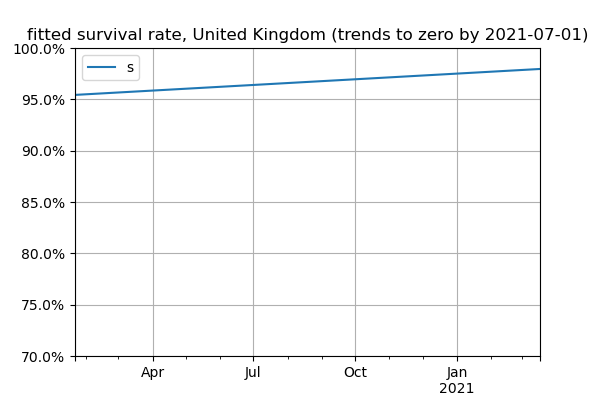 fitted survival rate, United Kingdom (trends to zero by 2021-07-01)
100.0%
s
95.0%
90.0%
85.0%
80.0%
75.0%
70.0%
Apr Jul Oct Jan
2021